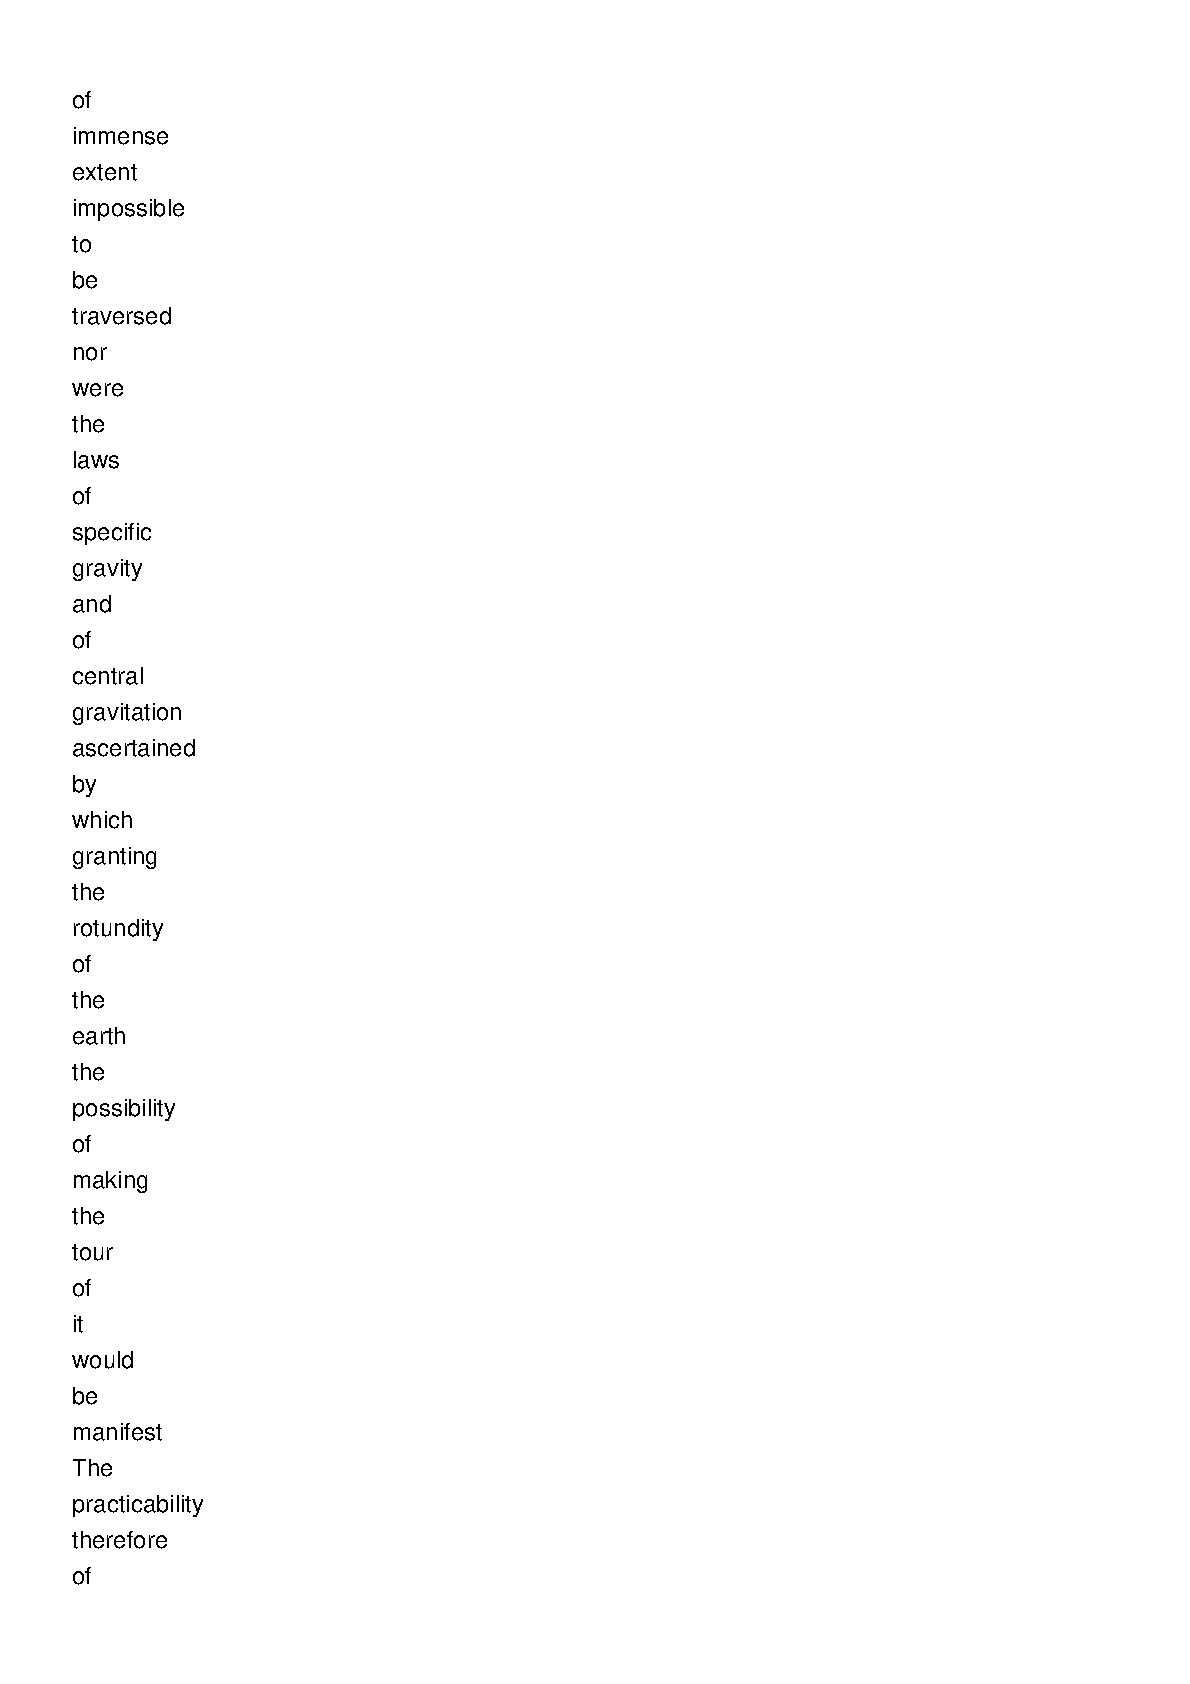 of
immense
extent
impossible
to
be
traversed
nor
were
the
laws
of
specific
gravity
and
of
central
gravitation
ascertained
by
which
granting
the
rotundity
of
the
earth
the
possibility
of
making
the
tour
of
it
would
be
manifest
The
practicability
therefore
of